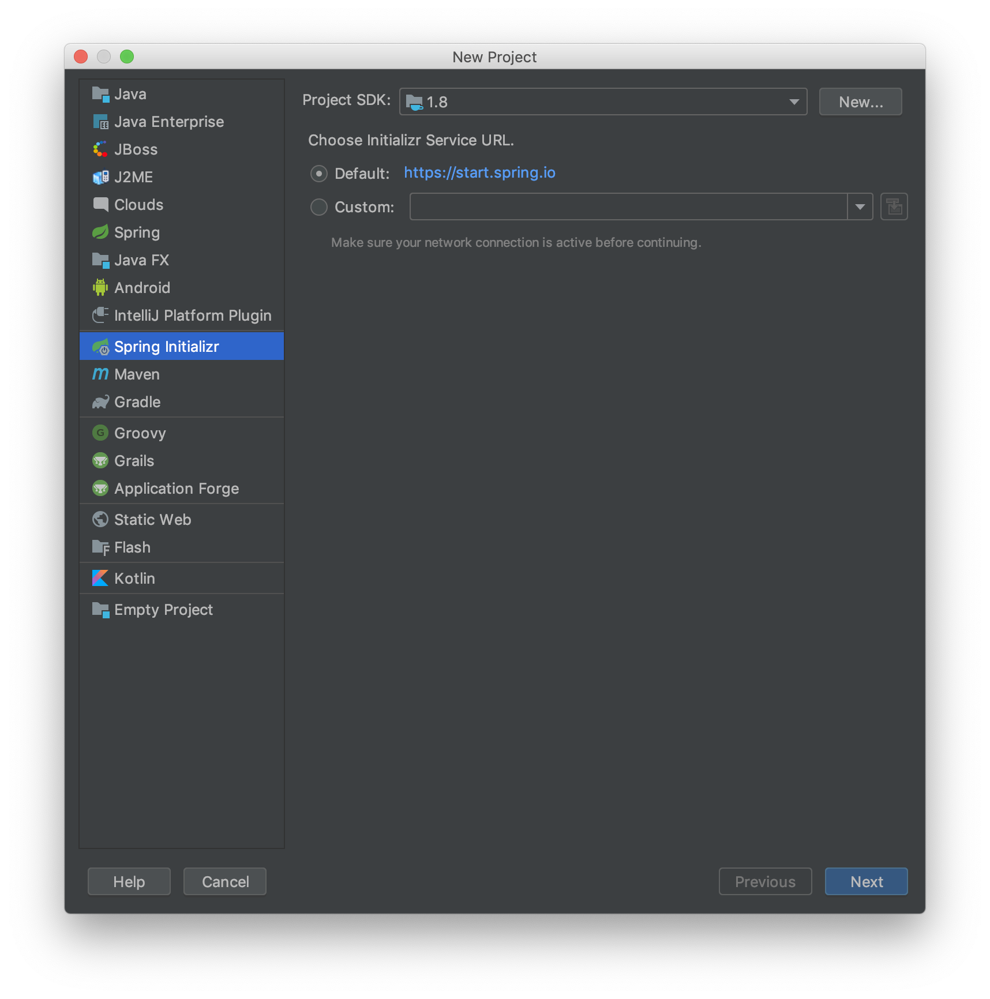 New Project
Java
Java Enterprise
JBoss
J2ME
Clouds
Spring
Java FX
Android
IntelliJ Platform Plugin
Spring Initializr
m Maven
Gradle
G Groovy
Grails
Application Forge
Static Web
F Flash
Kotlin
Empty Project
Project SDK: 1.8 New...
Choose Initializr Service URL.
Default: https://start.spring.io
Custom:
Make sure your network connection is active before continuing.
Help Cancel Previous Next